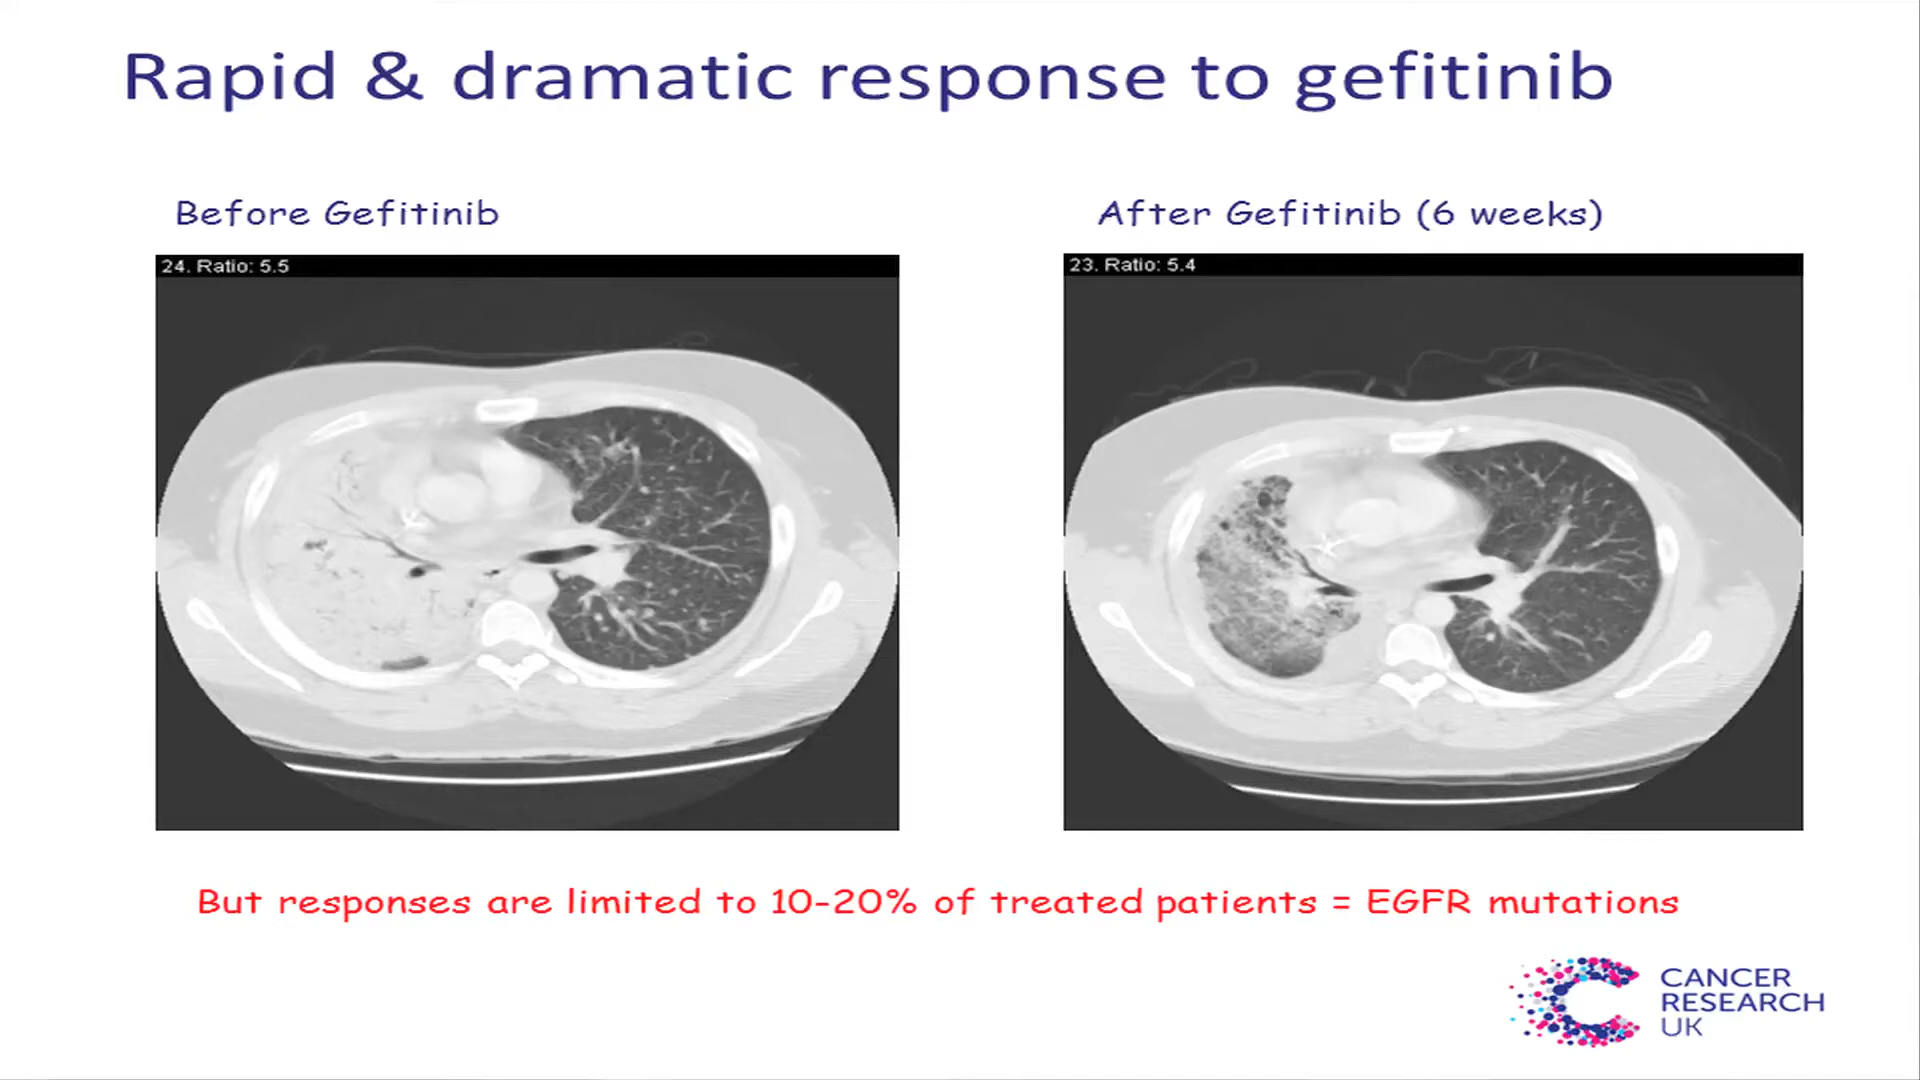 Rapid & dramatic response to gefitinib
Before Gefitinib
After Gefitinib (6 weeks)
24. Ratio: 5.5
23. Ratio: 5.4
But responses are limited to 10-20% of treated patients = EGFR mutations
CANCER
RESEARCH
UK